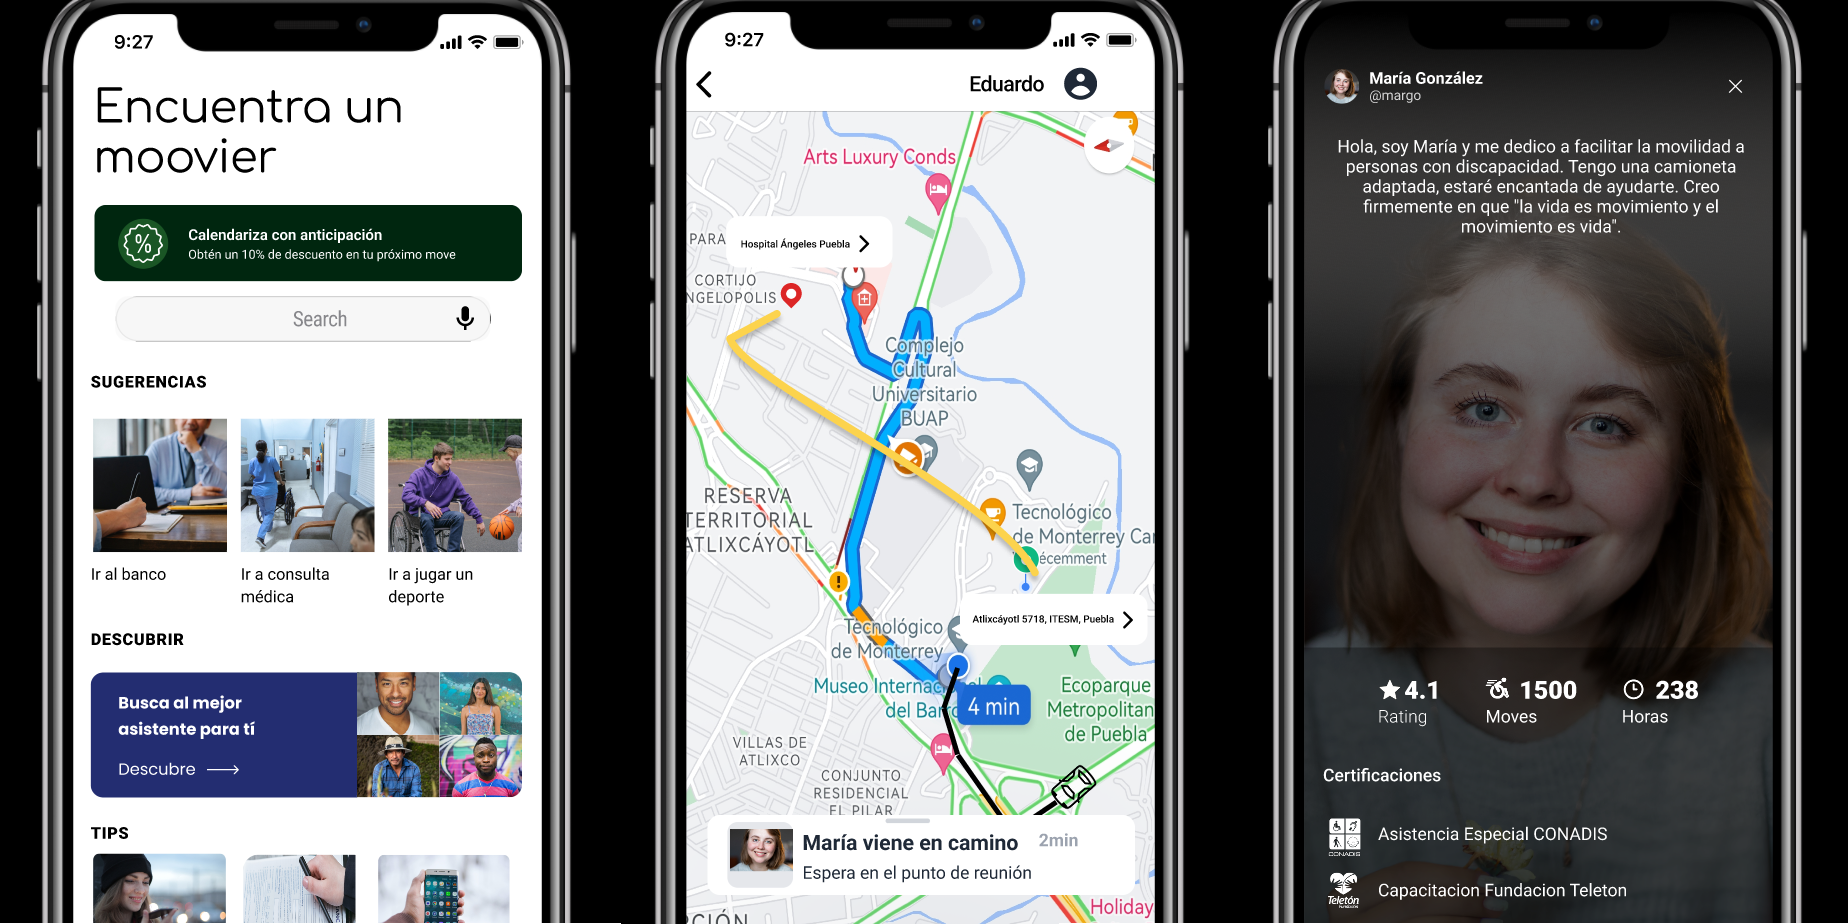 9:27
Encuentra un
moovier
%
Calendariza con anticipación
Obtén un 10% de descuento en tu próximo move
Search
SUGERENCIAS
Ir al banco
Ir a consulta
médica
Ir a jugar un
deporte
DESCUBRIR
Busca al mejor
asistente para tí
Descubre
TIPS
9:27
Eduardo
Arts Luxury Conds
PARA
Hospital Ángeles Puebla
CORTIJO
NGELOPOLIS
Complejo
Cultural
Universitario
BUAP
RESERVA
TERRITORIAL
ATLIXCÁYOTL
Tecnológico
de Monterrey Ca
écemment
!
Atlixcáyotl 5718, ITESM, Puebla
Tecnológico
de Monterrey
Museo Internac
del Barr
4 min
Ecoparque
Metropolitan
de Puebla
VILLAS DE
ATLIXCO
CONJUNTO
RESIDENCIAL
EL PILAR
María viene en camino
2min
Espera en el punto de reunión
CIÓN
Holiday
María González
@margo
Hola, soy María y me dedico a facilitar la movilidad a
personas con discapacidad. Tengo una camioneta
adaptada, estaré encantada de ayudarte. Creo
firmemente en que "la vida es movimiento y el
movimiento es vida".
4.1
Rating
1500
Moves
238
Horas
Certificaciones
CONADIS
Asistencia Especial CONADIS
Teletón
Capacitacion Fundacion Teleton